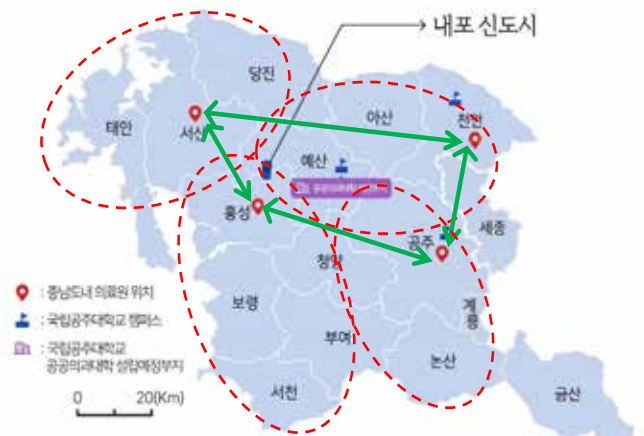 내포 신도시
당진
아산
천안
태안
서산
예산
홍성
공주
세종
청양
보령
계룡
부여
논산
서천
금산
: 충남도내 의료원 위치
: 국립공주대학교 캠퍼스
: 국립공주대학교
공공의과대학 설립예정부지
0 20(Km)